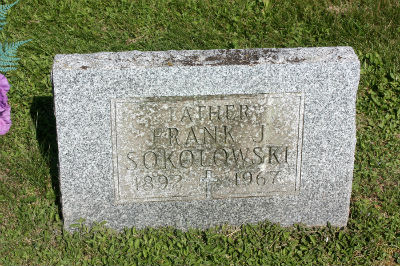 FATHER
FRANK J
SOKOLOWSKI
1892 1967